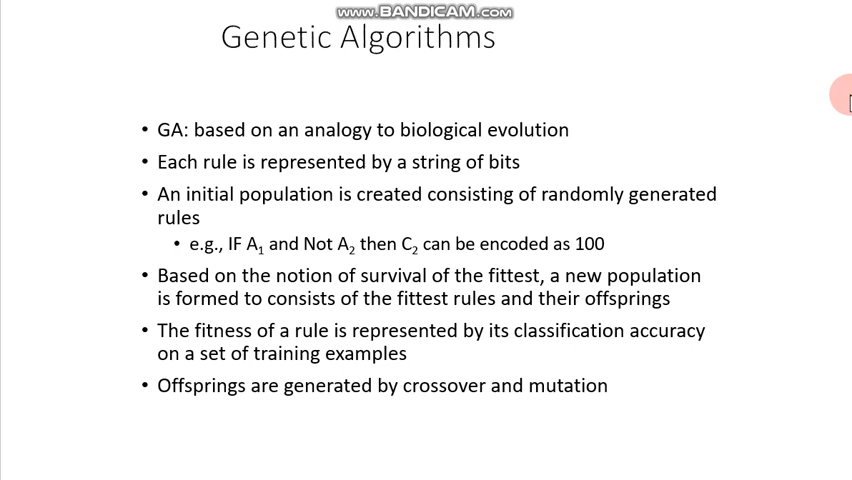 www.BANDICAM.com
Genetic Algorithms
• GA: based on an analogy to biological evolution
• Each rule is represented by a string of bits
• An initial population is created consisting of randomly generated
rules
• e.g., IF A₁ and Not A₂ then C₂ can be encoded as 100
• Based on the notion of survival of the fittest, a new population
is formed to consists of the fittest rules and their offsprings
• The fitness of a rule is represented by its classification accuracy
on a set of training examples
• Offsprings are generated by crossover and mutation